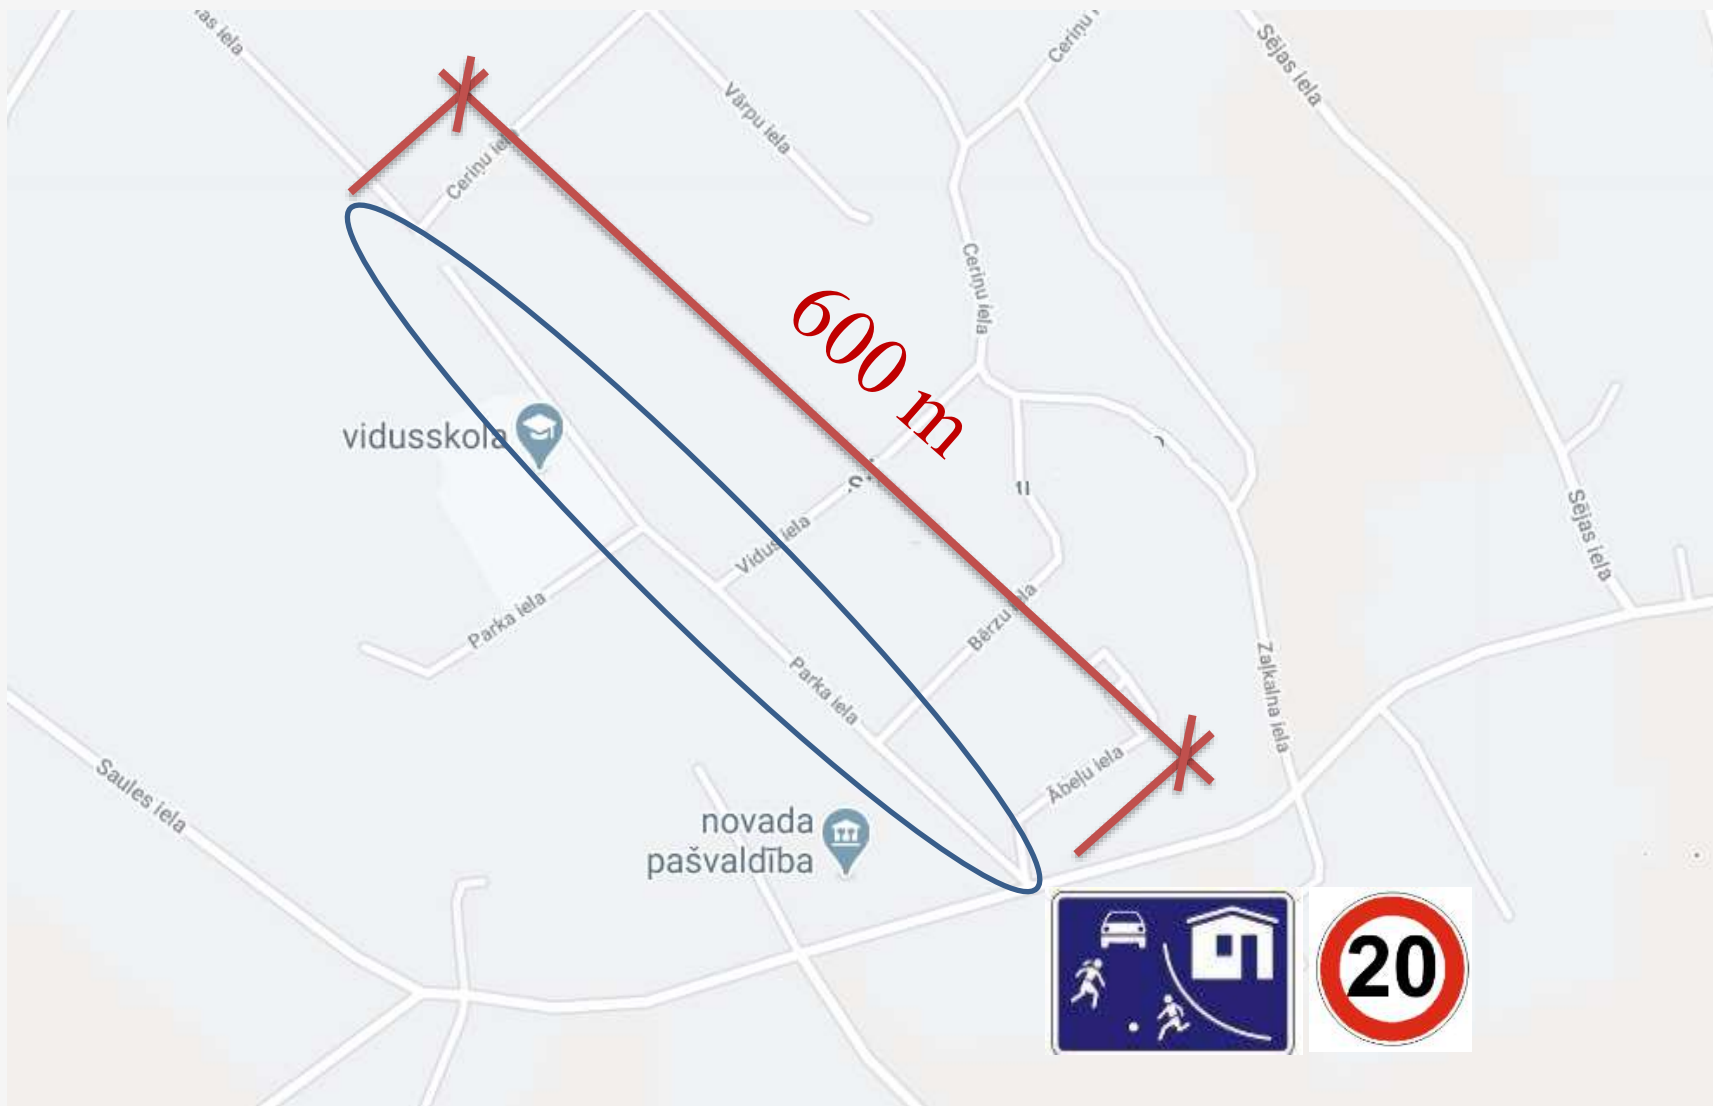 Ceriņu i
Sējas iela
Vārpu iela
Ceriņu iela
Ceriņu iela
600 m
vidusskola
Sējas iela
Vidus iela
Bērzu
Parka iela
Parka iela
Zaļkalna iela
Ābeļu iela
Saules iela
novada
pašvaldība
20